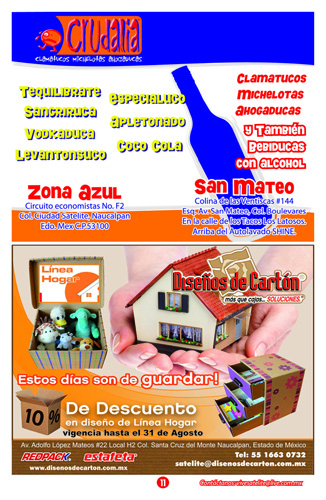 Crudalia
CLAMATUCOS MICHELOTAS AHOGADUCAS
Tequilibrate
Sangriruca
Vodkaduca
Levantonsuco
Especialuco
Apletonado
Coco Cola
Clamatucos
Michelotas
Ahogaducas
y También
Bebiducas
con alcohol
Zona Azul
Circuito economistas No. F2
Col. Ciudad Satelite, Naucalpan
Edo. Mex C.P.53100
San Mateo
Colina de las Ventiscas #144
Esq. Av. San Mateo, Col. Boulevares
En la calle de los Tacos Los Latosos.
Arriba del Autolavado SHINE.
Línea
Hogar
Diseños de Cartón
más que cajas... SOLUCIONES.
Estos días son de guardar!
10 %
De Descuento
en diseño de Línea Hogar
vigencia hasta el 31 de Agosto
Av. Adolfo López Mateos #22 Local H2 Col. Santa Cruz del Monte Naucalpan, Estado de México
REDPACK estafeta
www.disenosdecarton.com.mx
Tel: 55 1663 0732
satelite@disenosdecarton.com.mx
11